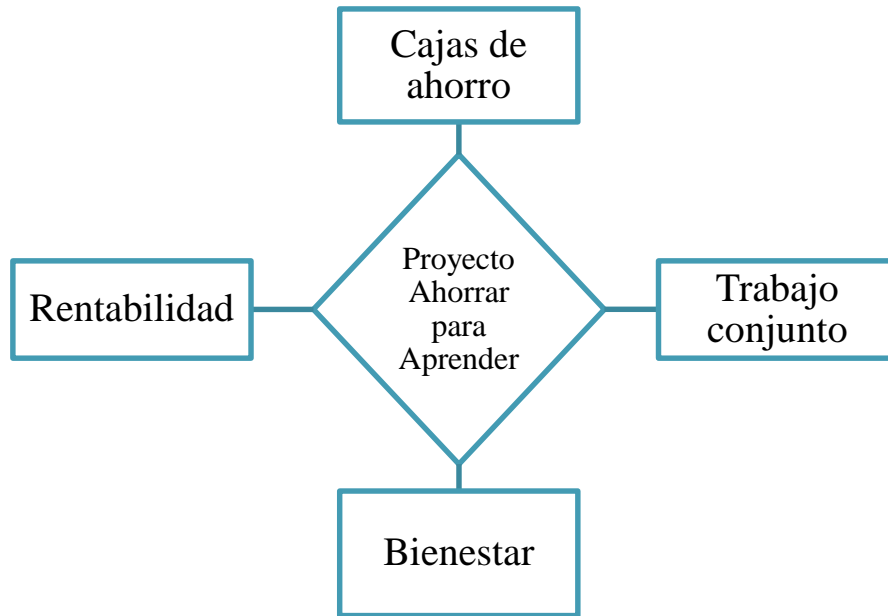 Cajas de
ahorro
Rentabilidad
Proyecto
Ahorrar
para
Aprender
Trabajo
conjunto
Bienestar